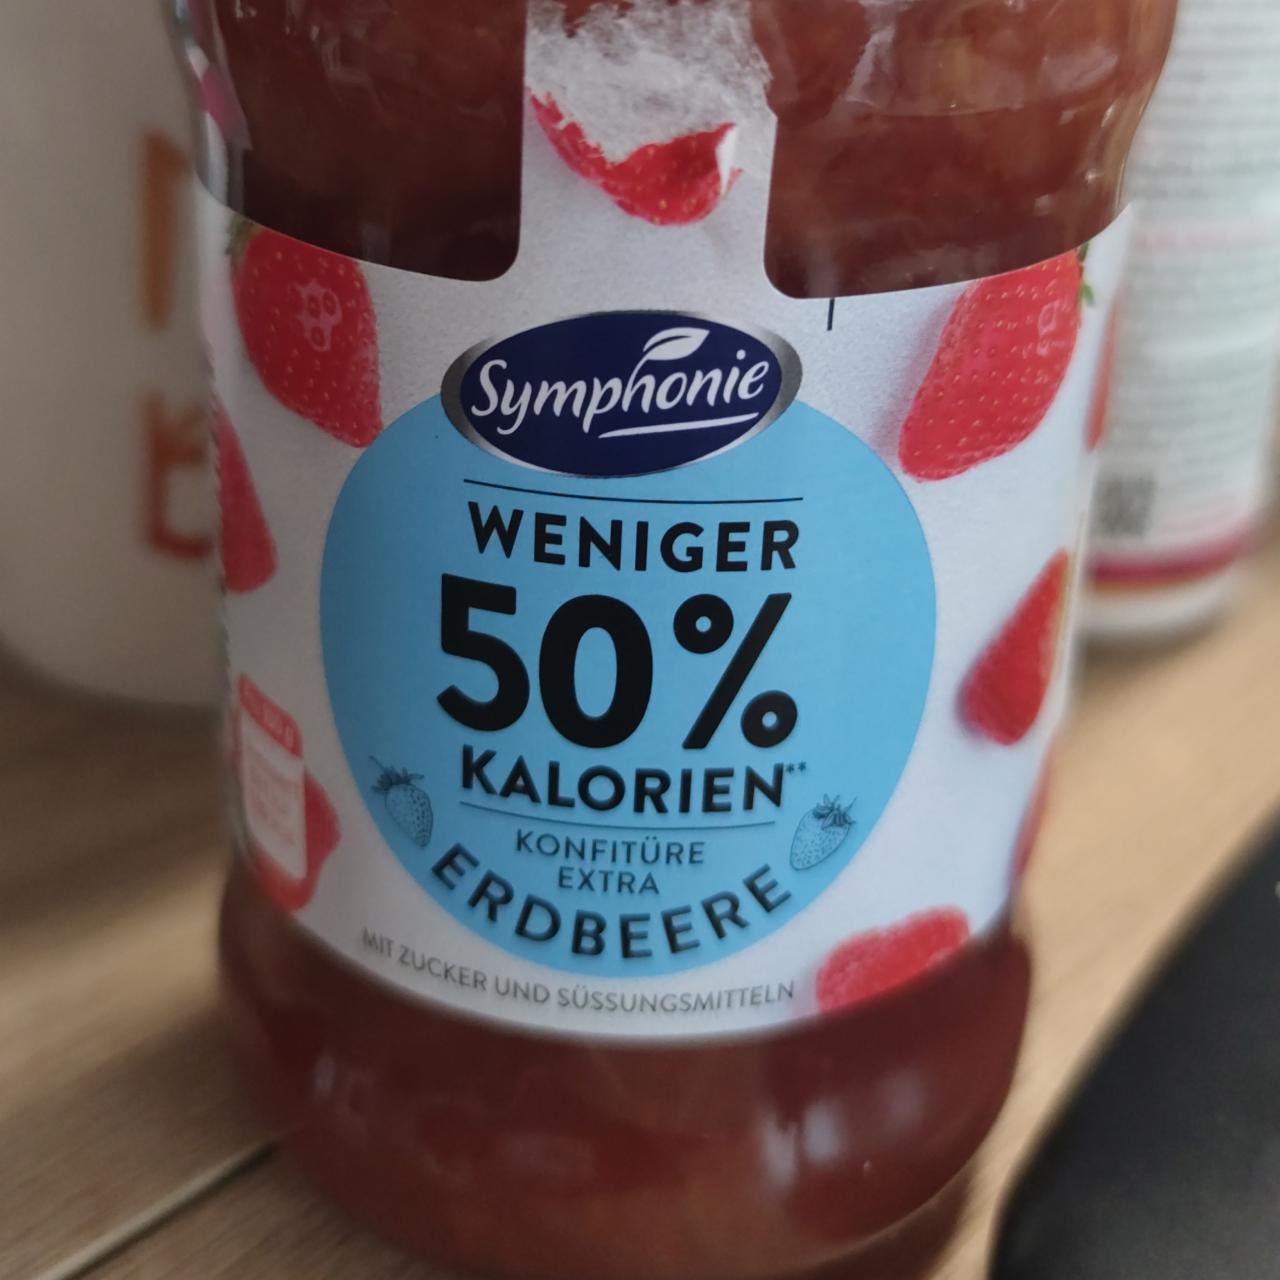 Symphonie
WENIGER
50%
KALORIEN**
KONFITÜRE
EXTRA
ERDBEERE
MIT ZUCKER UND SÜSSUNGSMITTELN